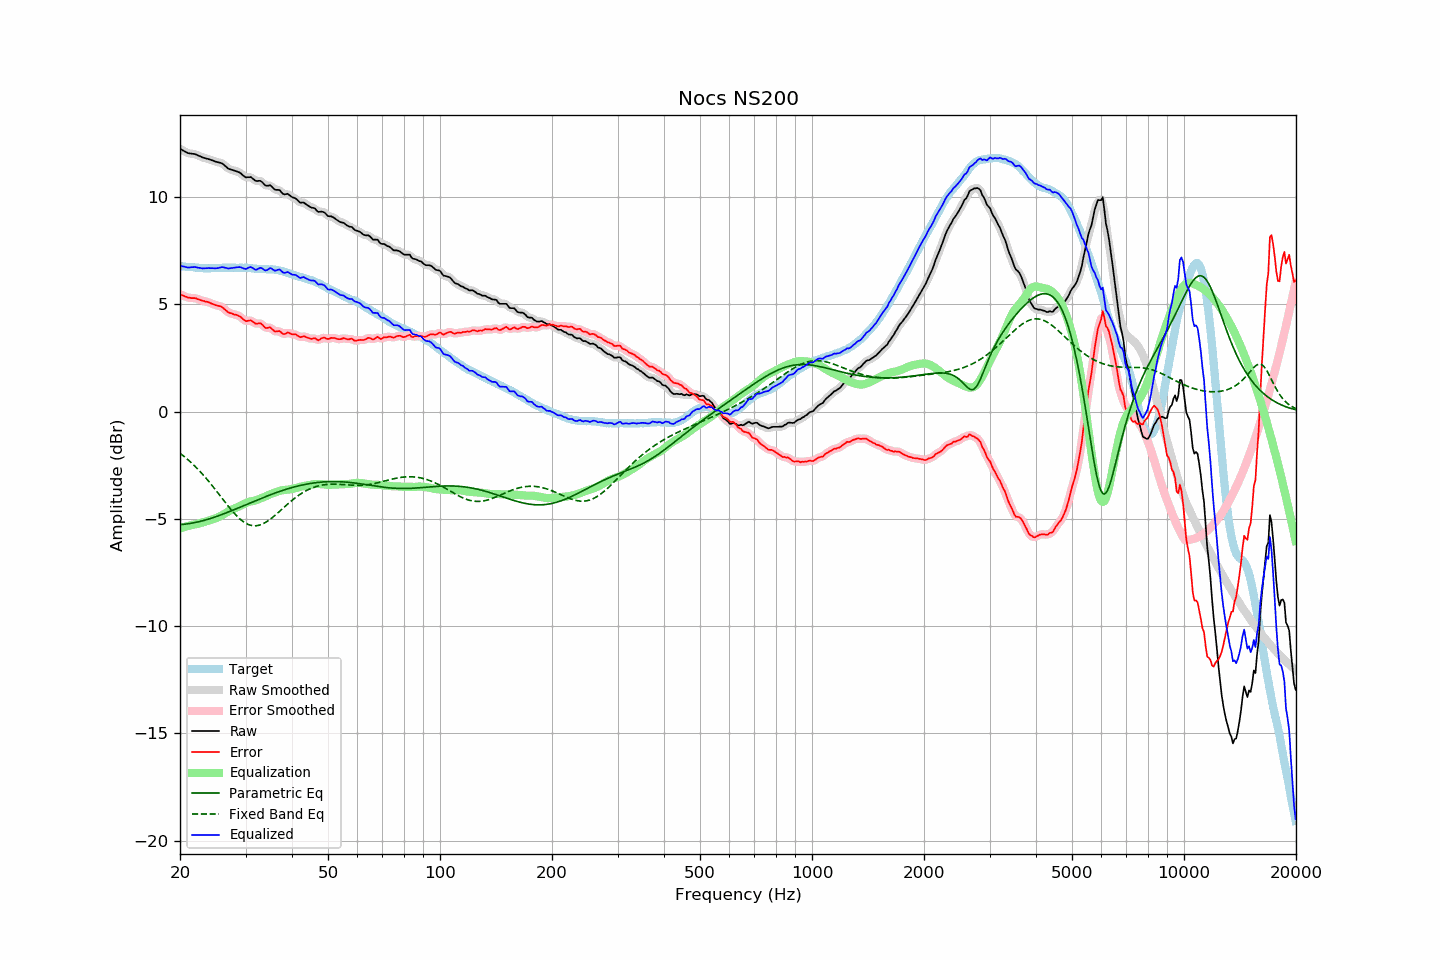 Nocs NS200
Amplitude (dBr)
10
5
0
−5
−10
−15
−20
Target
Raw Smoothed
Error Smoothed
Raw
Error
Equalization
Parametric Eq
Fixed Band Eq
Equalized
20 50 100 200 500 1000 2000 5000 10000 20000
Frequency (Hz)